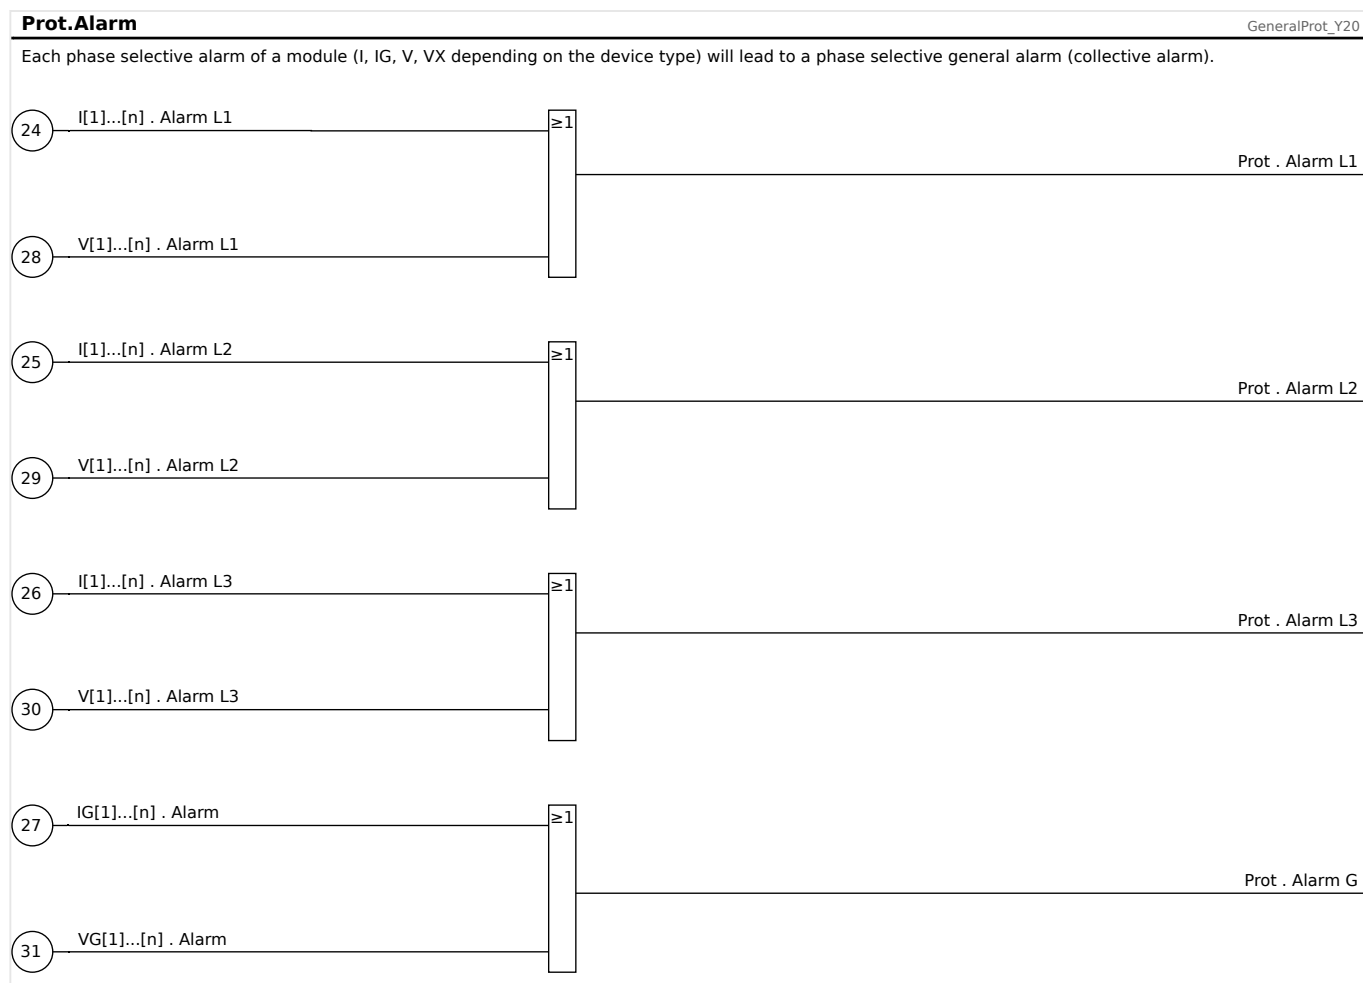 Prot.Alarm
GeneralProt_Y20
Each phase selective alarm of a module (I, IG, V, VX depending on the device type) will lead to a phase selective general alarm (collective alarm).
24
I[1]...[n] . Alarm L1
≥1
Prot . Alarm L1
28
V[1]...[n] . Alarm L1
25
I[1]...[n] . Alarm L2
≥1
Prot . Alarm L2
29
V[1]...[n] . Alarm L2
26
I[1]...[n] . Alarm L3
≥1
Prot . Alarm L3
30
V[1]...[n] . Alarm L3
27
IG[1]...[n] . Alarm
≥1
Prot . Alarm G
31
VG[1]...[n] . Alarm